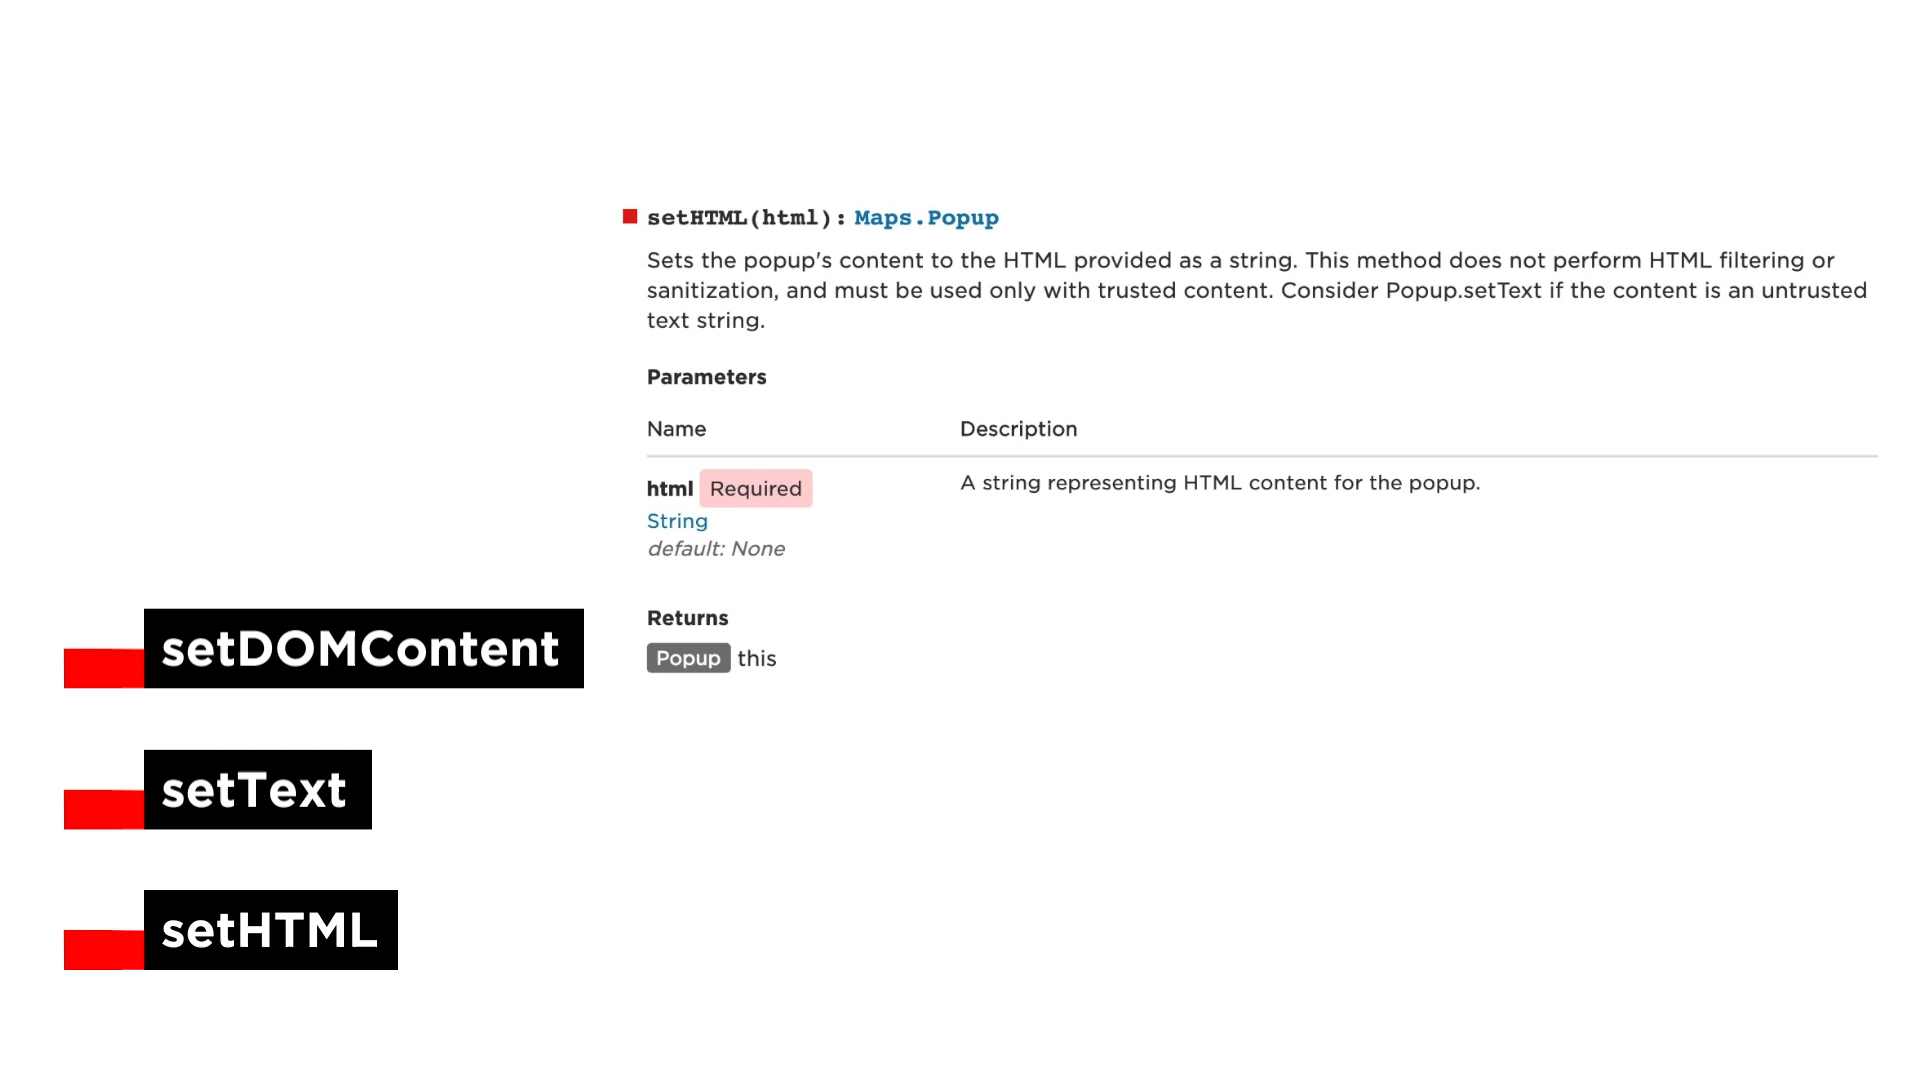 setHTML(html): Maps.Popup
Sets the popup's content to the HTML provided as a string. This method does not perform HTML filtering or
sanitization, and must be used only with trusted content. Consider Popup.setText if the content is an untrusted
text string.
Parameters
Name Description
html Required A string representing HTML content for the popup.
String
default: None
Returns
Popup this
setDOMContent
setText
setHTML